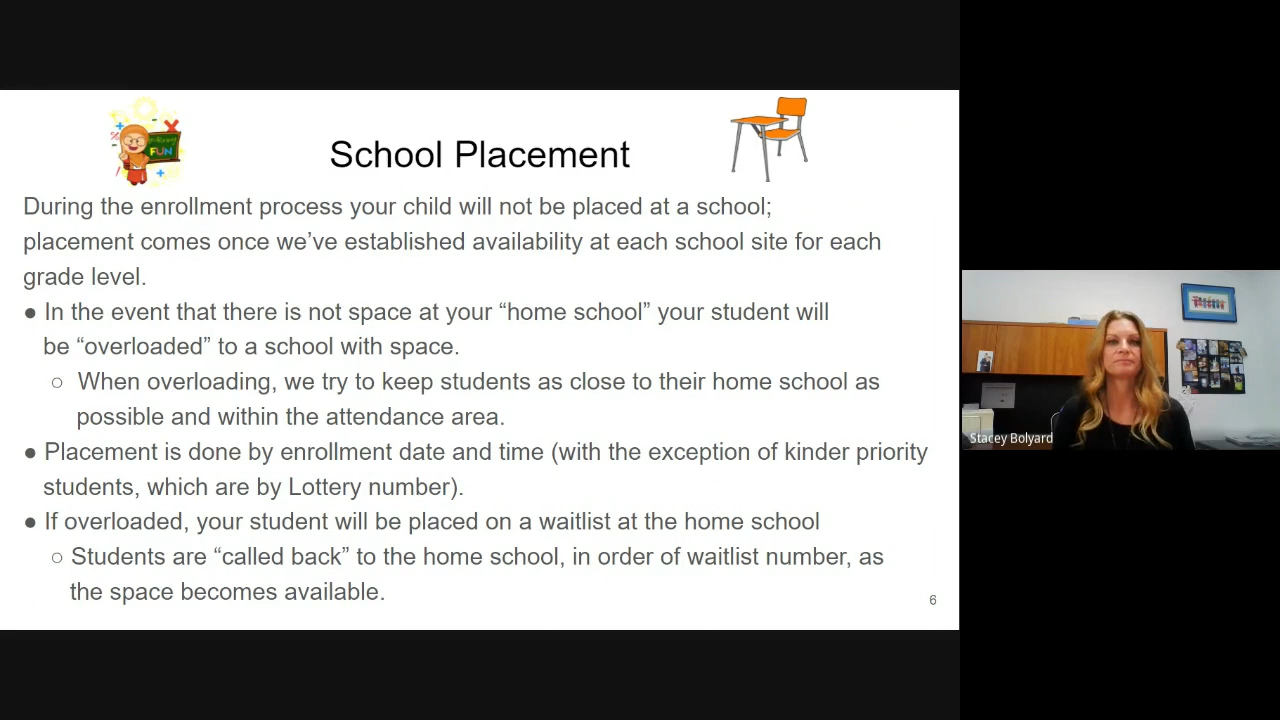 School Placement
During the enrollment process your child will not be placed at a school;
placement comes once we’ve established availability at each school site for each
grade level.
● In the event that there is not space at your “home school” your student will
be “overloaded” to a school with space.
○ When overloading, we try to keep students as close to their home school as
possible and within the attendance area.
● Placement is done by enrollment date and time (with the exception of kinder priority
students, which are by Lottery number).
● If overloaded, your student will be placed on a waitlist at the home school
○ Students are “called back” to the home school, in order of waitlist number, as
the space becomes available.
6
FUN
Stacey Bolyard